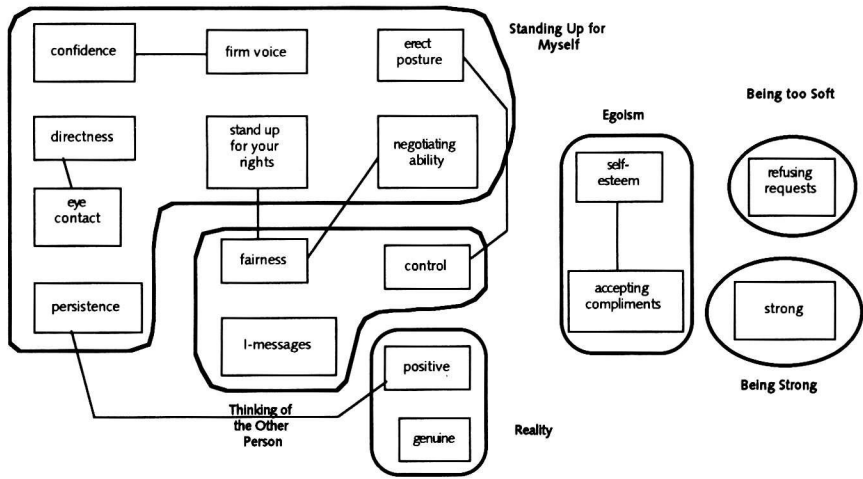 Standing Up for
Myself
confidence
firm voice
erect
posture
directness
stand up
for your
rights
negotiating
ability
eye
contact
fairness
control
persistence
I-messages
positive
genuine
Thinking of
the Other
Person
Reality
Egoism
self-
esteem
accepting
compliments
Being too Soft
refusing
requests
strong
Being Strong